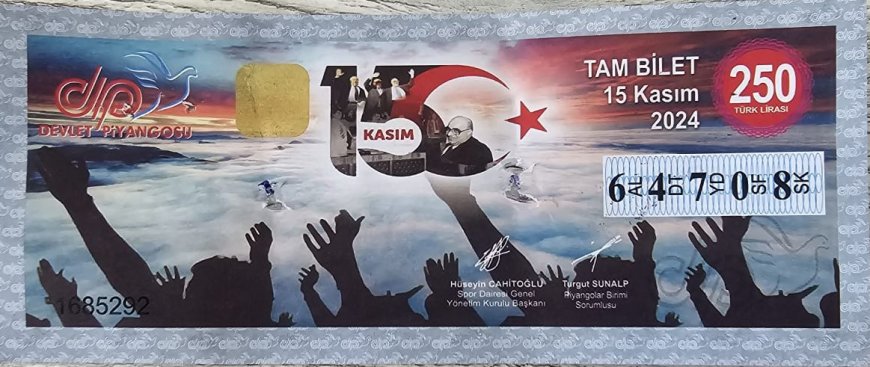 dp
DEVLET PİYANGOSU
15
KASIM
TAM BİLET
15 Kasım
2024
250
TÜRK LİRASI
6 AL 4 DT 7 YD 0 SF 8 SK
Hüseyin CAHİTOĞLU
Spor Dairesi Genel
Yönetim Kurulu Başkanı
Turgut SUNALP
Piyangolar Birimi
Sorumlusu
1685292